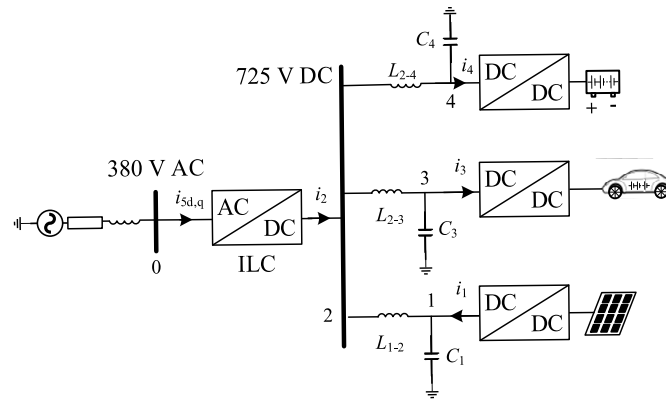 C4
725 V DC
L2-4
i4
4
DC
DC
+ -
380 V AC
i5d,q
AC
DC
i2
3
i3
DC
DC
L2-3
C3
0
ILC
2
1
i1
DC
DC
L1-2
C1